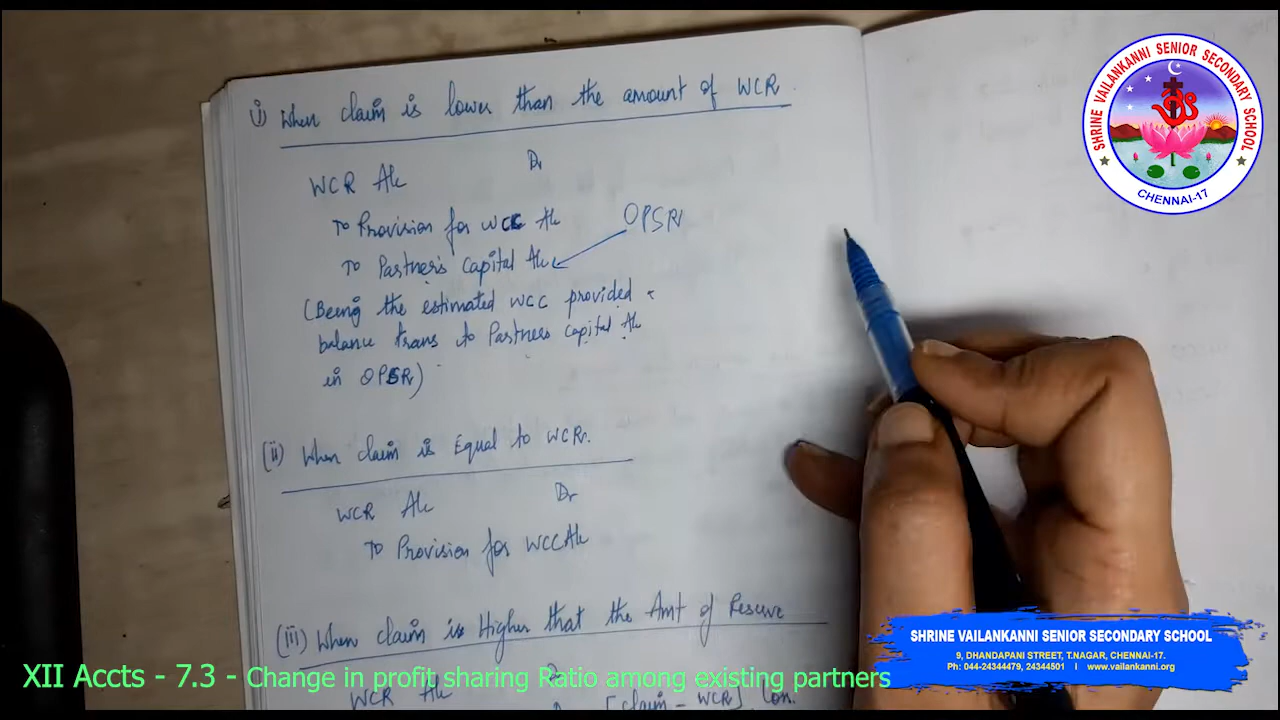 i) When claim is lower than the amount of WCR.
WCR A/c Dr
To Provision for WCC A/c
OPSR
To Partner's Capital A/c
(Being the estimated WCC provided &
balance trans to Partners capital A/c
in OPSR)
(ii) When claim is Equal to WCR.
WCR A/c Dr
To Provision for WCC A/c
(iii) When claim is Higher that the Amt of Reserve
WCR A/c
[claim - WCR]
SHRINE VAILANKANNI SENIOR SECONDARY SCHOOL
CHENNAI-17
SHRINE VAILANKANNI SENIOR SECONDARY SCHOOL
9, DHANDAPANI STREET, T.NAGAR, CHENNAI-17.
Ph: 044-24344479, 24344501 I www.vailankanni.org
XII Accts - 7.3 - Change in profit sharing Ratio among existing partners